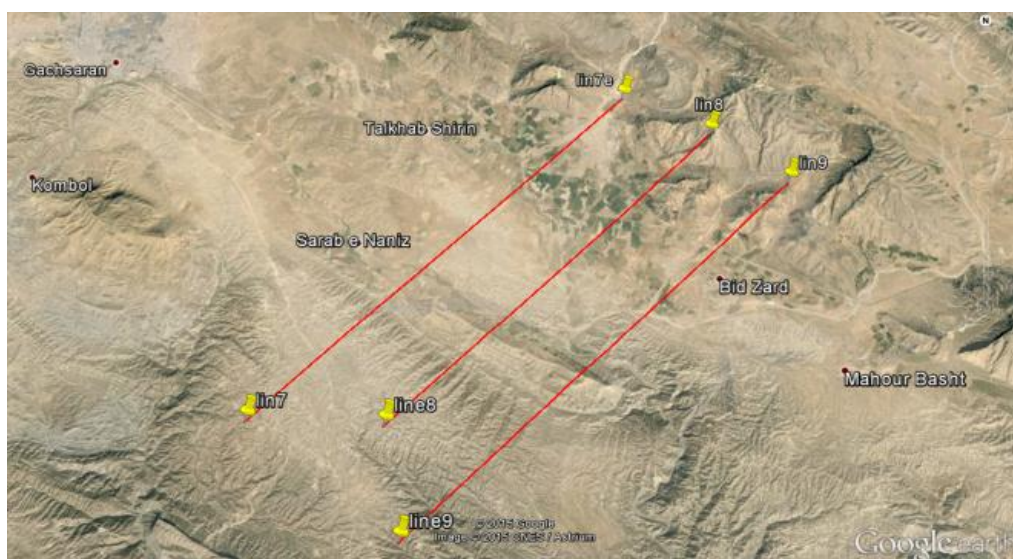 N
Gachsaran
lin7e
lin8
Talkhab Shirin
lin9
Kombol
Sarab e Naniz
Bid Zard
Mahour Basht
lin7
line8
line9
© 2015 Google
Image © 2015 CNES / Astrium
Google earth